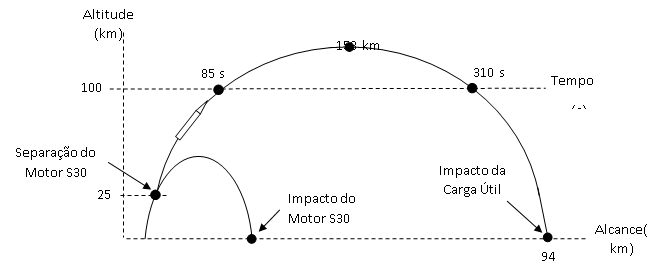 Altitude
(km)
km
85 s
310 s
100
Tempo
Separação do
Motor S30
Impacto da
Carga Útil
25
Impacto do
Motor S30
Alcance(
km)
94